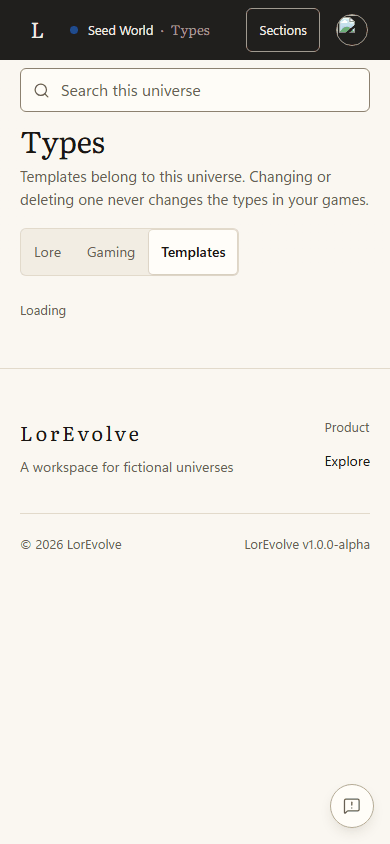 L
Seed World · Types
Sections
Search this universe
Types
Templates belong to this universe. Changing or
deleting one never changes the types in your games.
Lore
Gaming
Templates
Loading
LorEvolve
A workspace for fictional universes
Product
Explore
© 2026 LorEvolve
LorEvolve v1.0.0-alpha